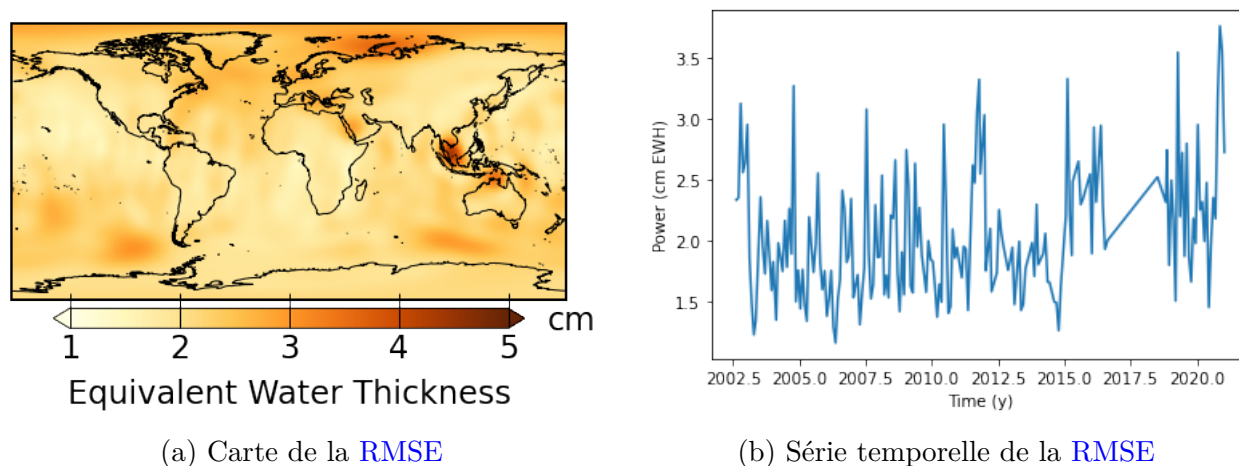 1 2 3 4 5 cm
Equivalent Water Thickness
(a) Carte de la RMSE
Power (cm EWH)
3.5
3.0
2.5
2.0
1.5
2002.5 2005.0 2007.5 2010.0 2012.5 2015.0 2017.5 2020.0
Time (y)
(b) Série temporelle de la RMSE